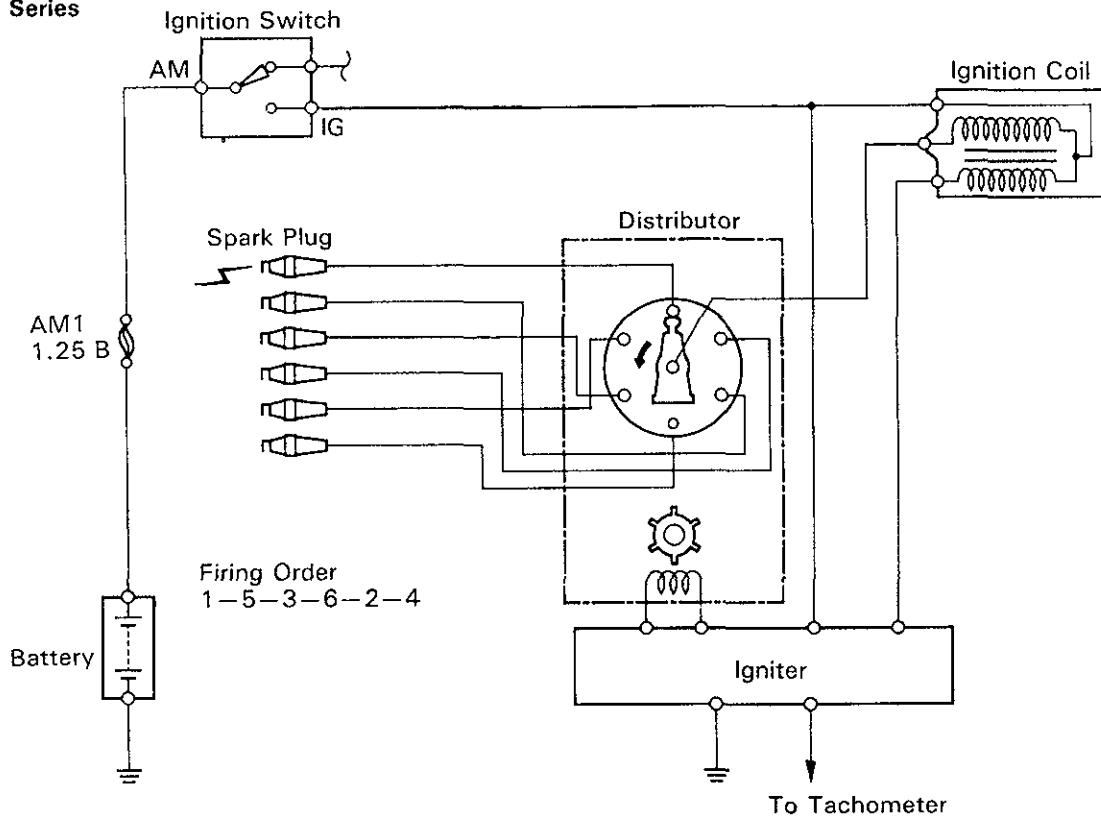 Series
Ignition Switch
AM
IG
Ignition Coil
Spark Plug
Distributor
AM1
1.25 B
Firing Order
1–5–3–6–2–4
Battery
Igniter
To Tachometer